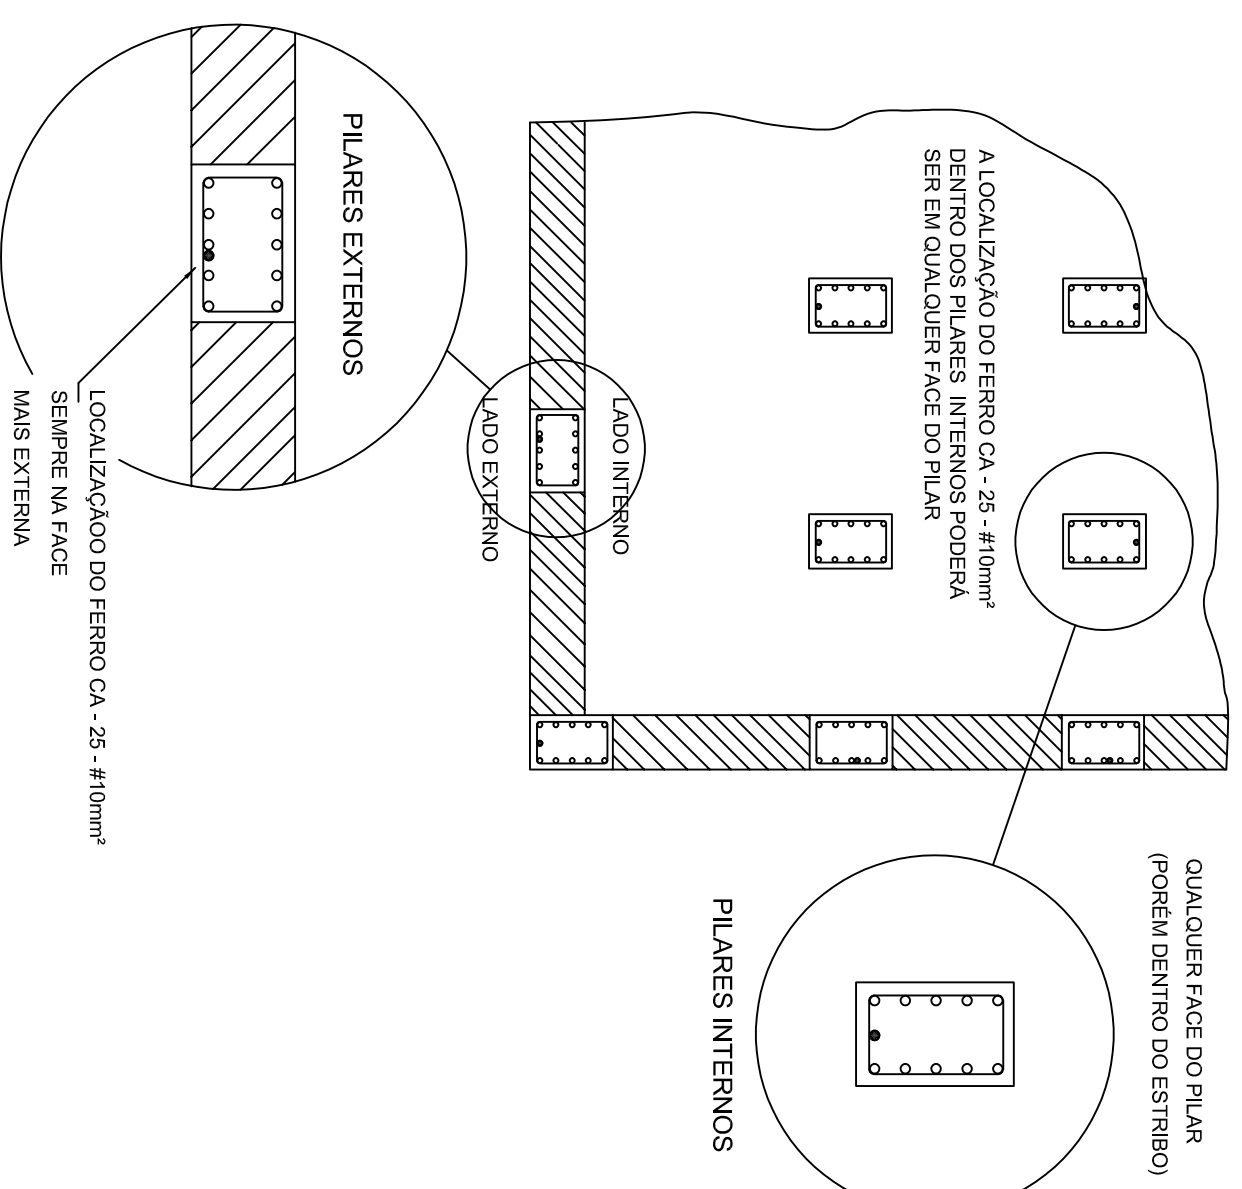 QUALQUER FACE DO PILAR
(PORÉM DENTRO DO ESTRIBO)
A LOCALIZAÇÃO DO FERRO CA - 25 - #10mm²
DENTRO DOS PILARES INTERNOS PODERÁ
SER EM QUALQUER FACE DO PILAR
PILARES INTERNOS
LADO INTERNO
LADO EXTERNO
PILARES EXTERNOS
LOCALIZAÇÃOO DO FERRO CA - 25 - #10mm²
SEMPRE NA FACE
MAIS EXTERNA